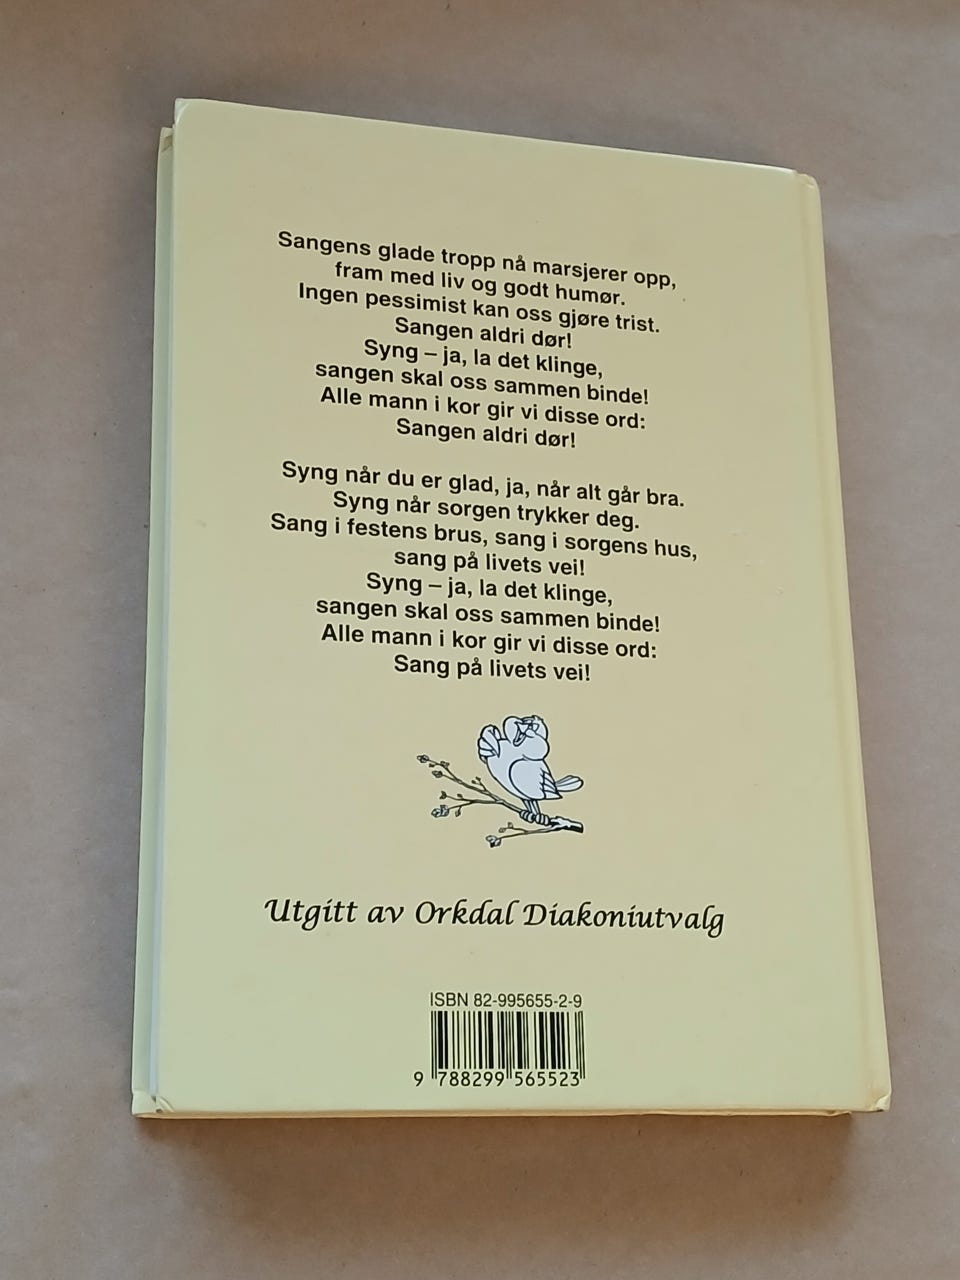 Sangens glade tropp nå marsjerer opp,
fram med liv og godt humør.
Ingen pessimist kan oss gjøre trist.
Sangen aldri dør!
Syng – ja, la det klinge,
sangen skal oss sammen binde!
Alle mann i kor gir vi disse ord:
Sangen aldri dør!
Syng når du er glad, ja, når alt går bra.
Syng når sorgen trykker deg.
Sang i festens brus, sang i sorgens hus,
sang på livets vei!
Syng – ja, la det klinge,
sangen skal oss sammen binde!
Alle mann i kor gir vi disse ord:
Sang på livets vei!
Utgitt av Orkdal Diakoniutvalg
ISBN 82-995655-2-9
9 788299 565523